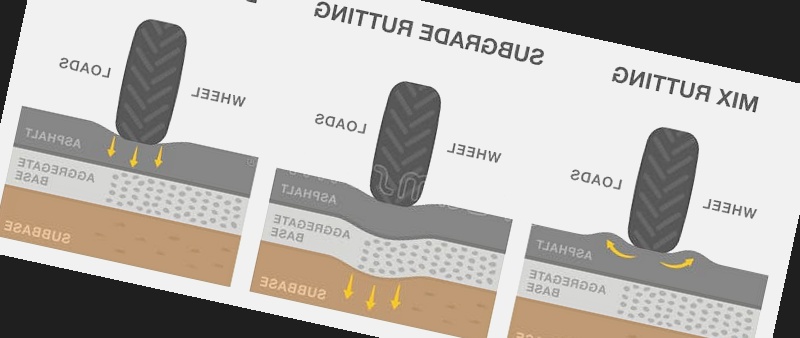 MIX RUTTING
WHEEL
LOADS
ASPHALT
AGGREGATE
BASE
SUBGRADE RUTTING
WHEEL
LOADS
ASPHALT
AGGREGATE
BASE
SUBBASE
WHEEL
LOADS
ASPHALT
AGGREGATE
BASE
SUBBASE